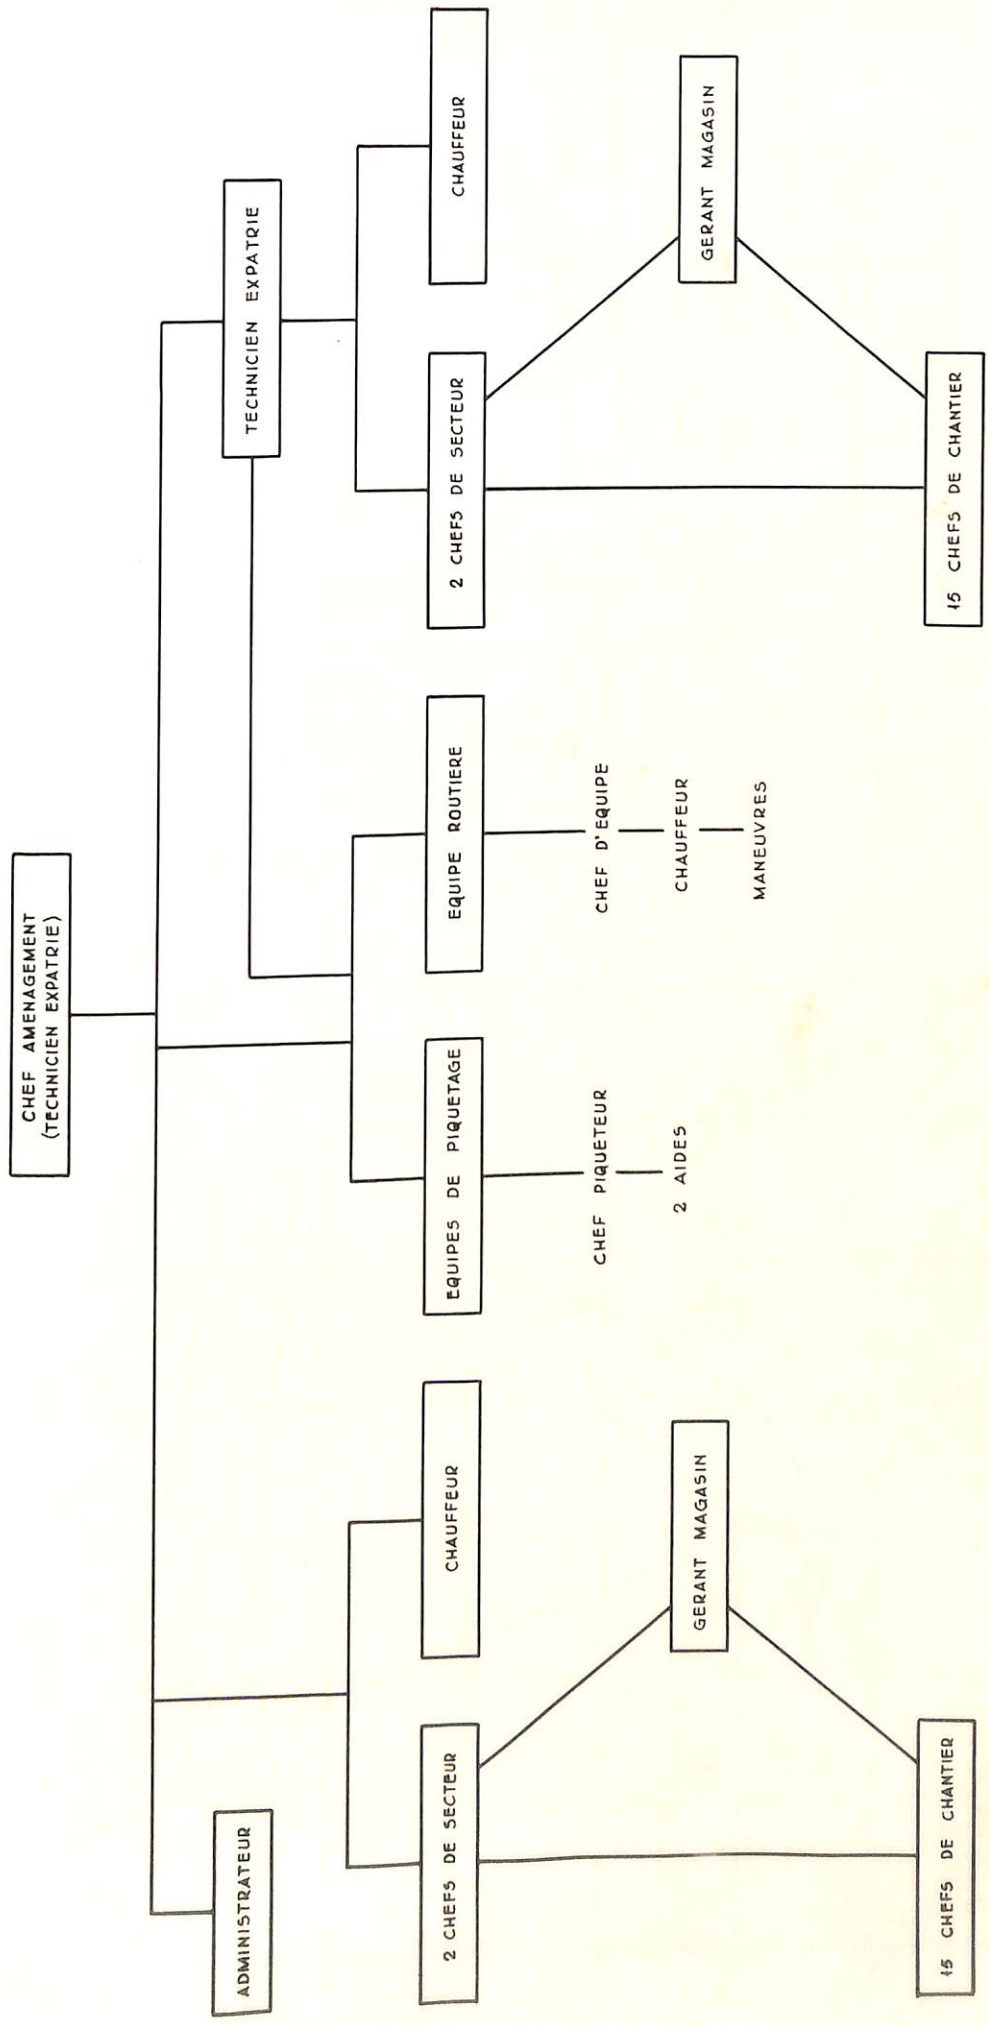 CHEF AMENAGEMENT
(TECHNICIEN EXPATRIE)
ADMINISTRATEUR
TECHNICIEN EXPATRIE
2 CHEFS DE SECTEUR
CHAUFFEUR
EQUIPES DE PIQUETAGE
EQUIPE ROUTIERE
2 CHEFS DE SECTEUR
CHAUFFEUR
CHEF PIQUETEUR
CHEF D'EQUIPE
2 AIDES
CHAUFFEUR
MANEUVRES
GERANT MAGASIN
GERANT MAGASIN
15 CHEFS DE CHANTIER
15 CHEFS DE CHANTIER